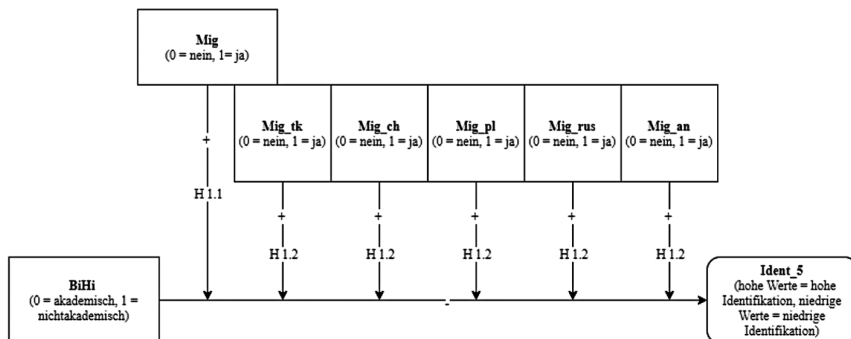 Mig
(0 = nein, 1= ja)
Mig_tk
(0 = nein, 1 = ja)
Mig_ch
(0 = nein, 1 = ja)
Mig_pl
(0 = nein, 1 = ja)
Mig_rus
(0 = nein, 1 = ja)
Mig_an
(0 = nein, 1 = ja)
+
H 1.1
+
H 1.2
+
H 1.2
+
H 1.2
+
H 1.2
+
H 1.2
BiHi
(0 = akademisch, 1 =
nichtakademisch)
-
Ident_5
(hohe Werte = hohe
Identifikation, niedrige
Werte = niedrige
Identifikation)